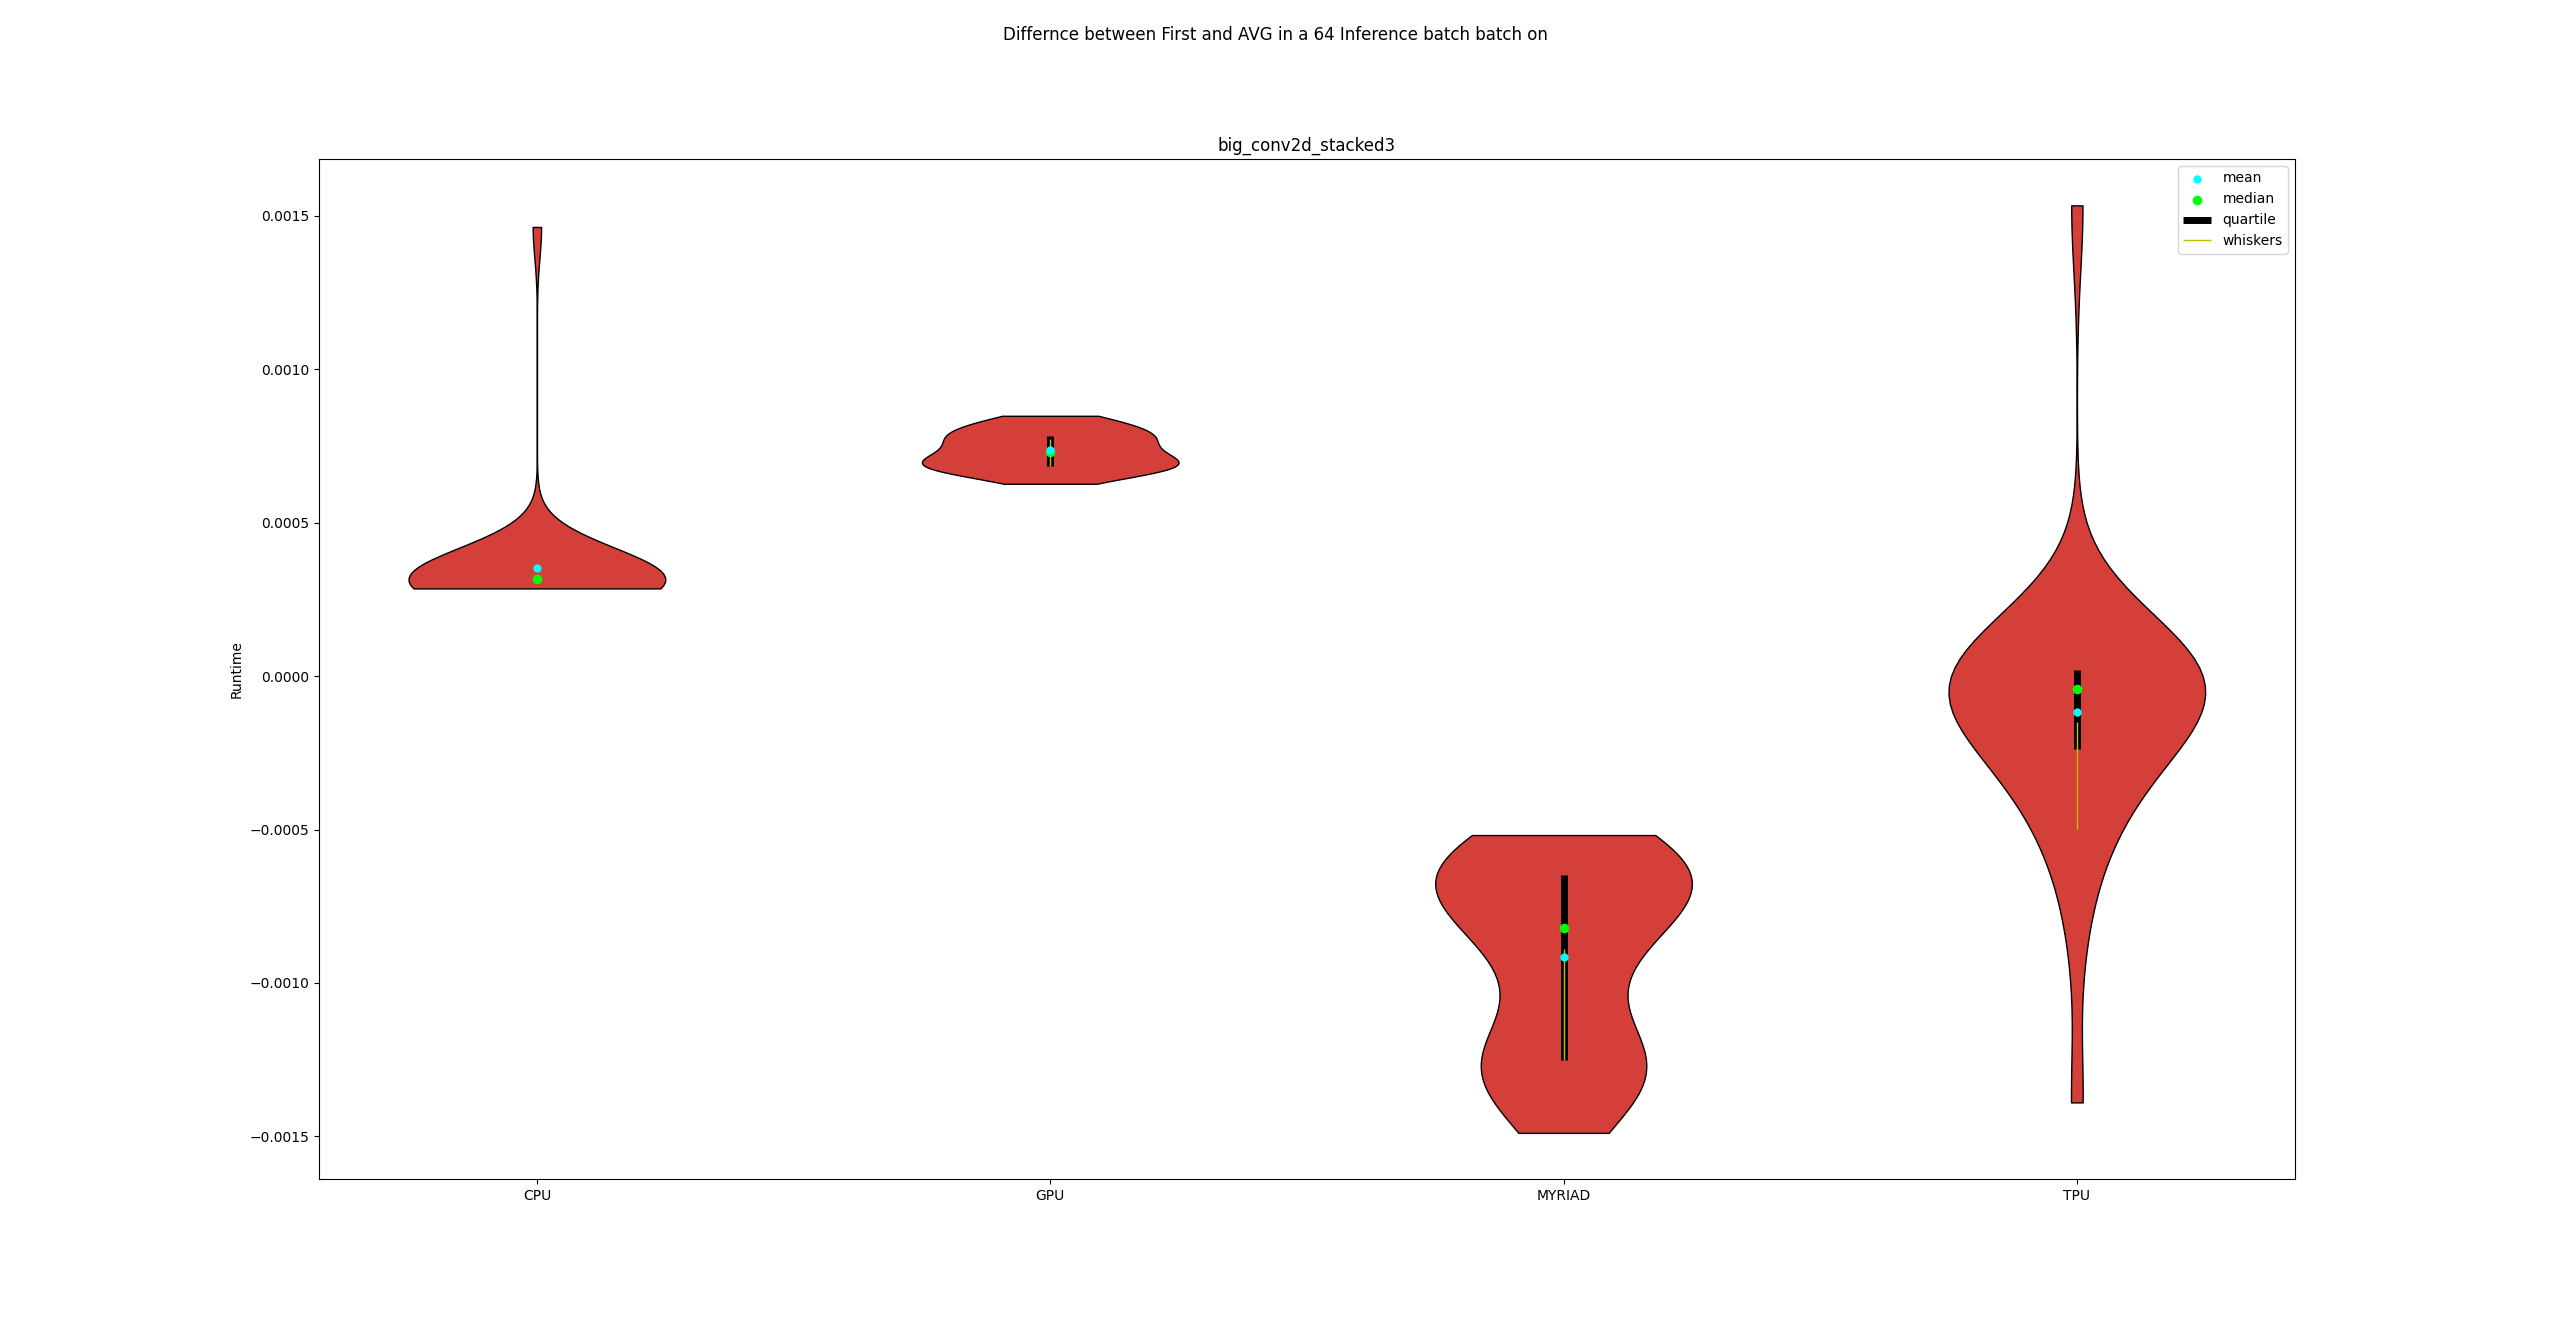 Differnce between First and AVG in a 64 Inference batch batch on
big_conv2d_stacked3
mean
median
quartile
whiskers
0.0015
0.0010
0.0005
0.0000
−0.0005
−0.0010
−0.0015
Runtime
CPU GPU MYRIAD TPU